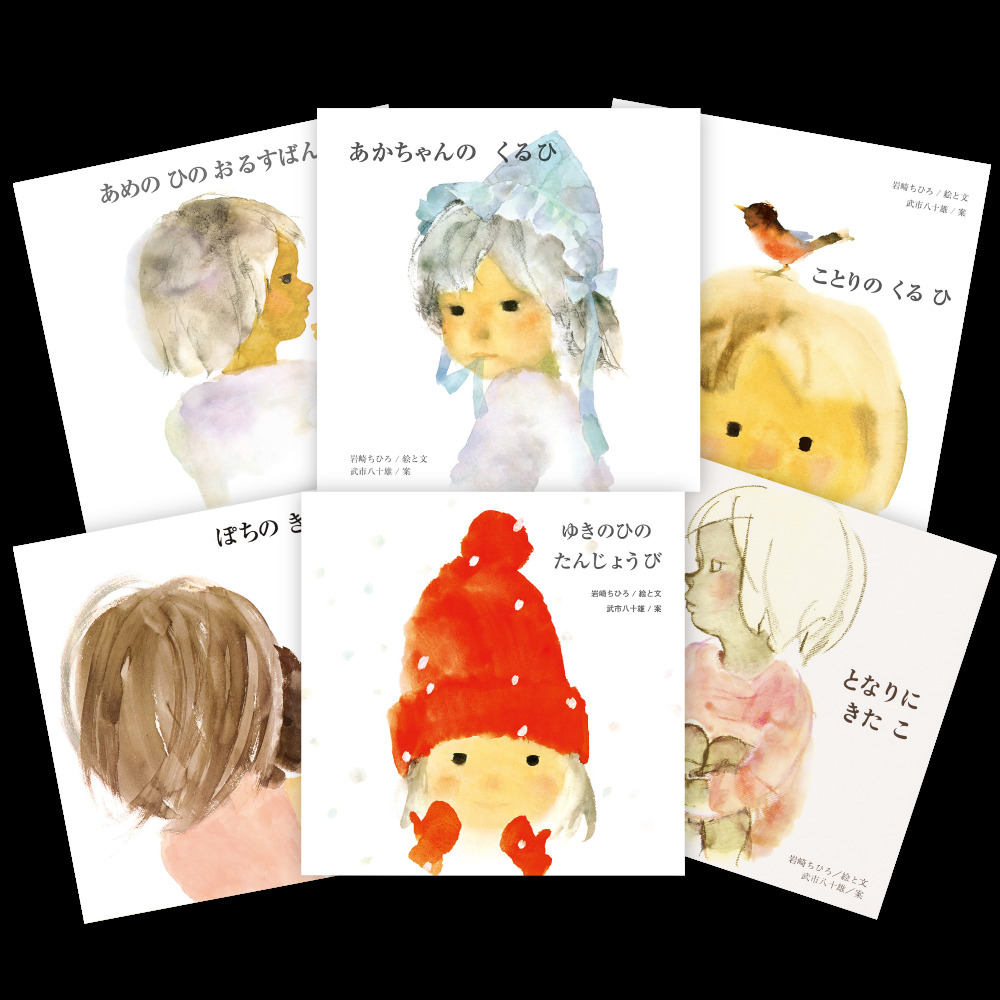 あめの ひの おるすばん
あかちゃんの くるひ
岩崎ちひろ / 絵と文
武市八十雄 / 案
岩崎ちひろ / 絵と文
武市八十雄 / 案
ことりの くる ひ
ぽちの き
ゆきのひの
たんじょうび
岩崎ちひろ / 絵と文
武市八十雄 / 案
となりに
きた こ
岩崎ちひろ／絵と文
武市八十雄／案